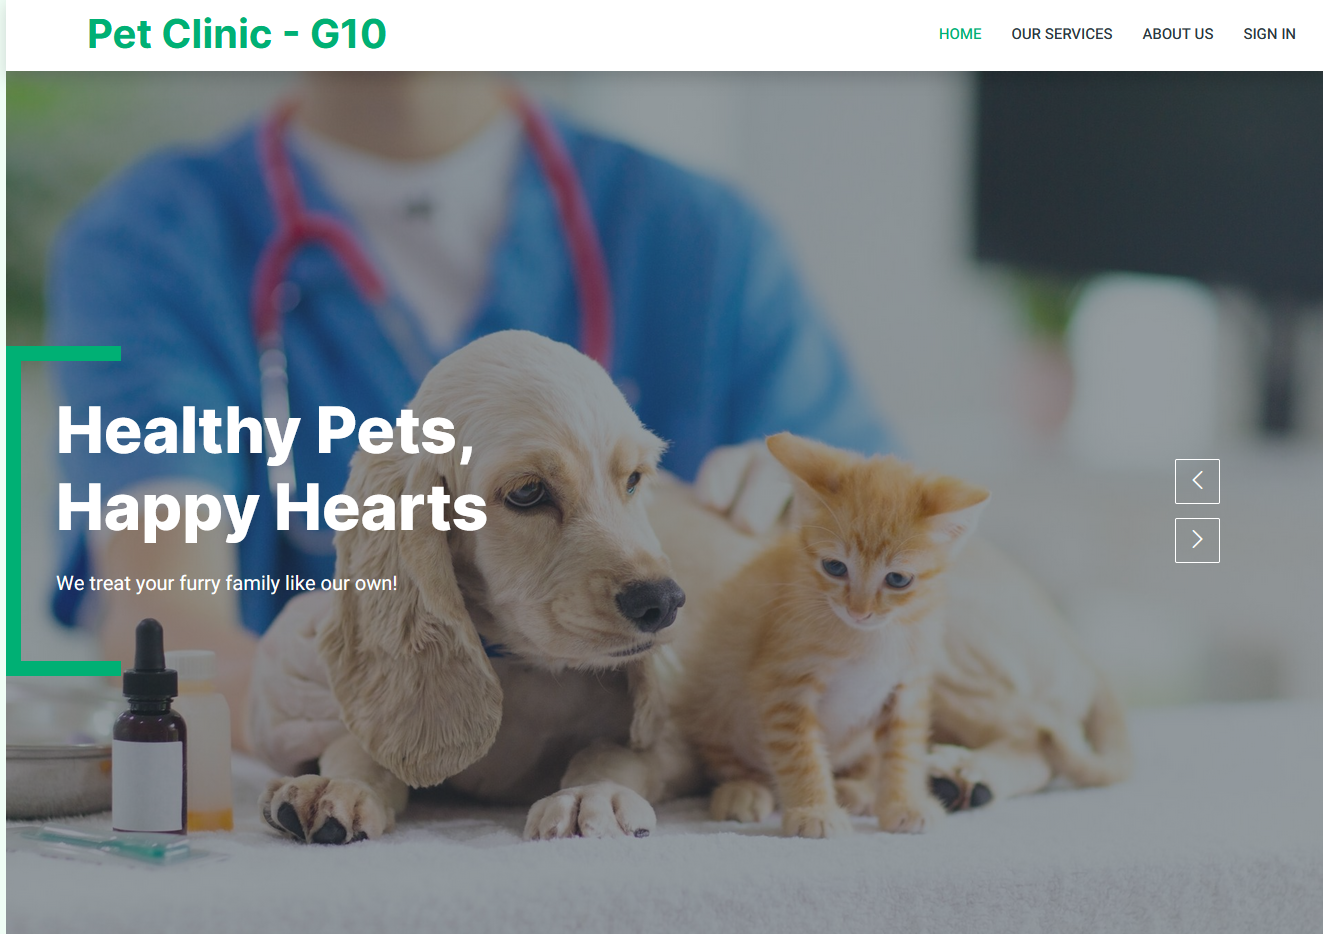 Pet Clinic - G10
HOME OUR SERVICES ABOUT US SIGN IN
Healthy Pets,
Happy Hearts
We treat your furry family like our own!